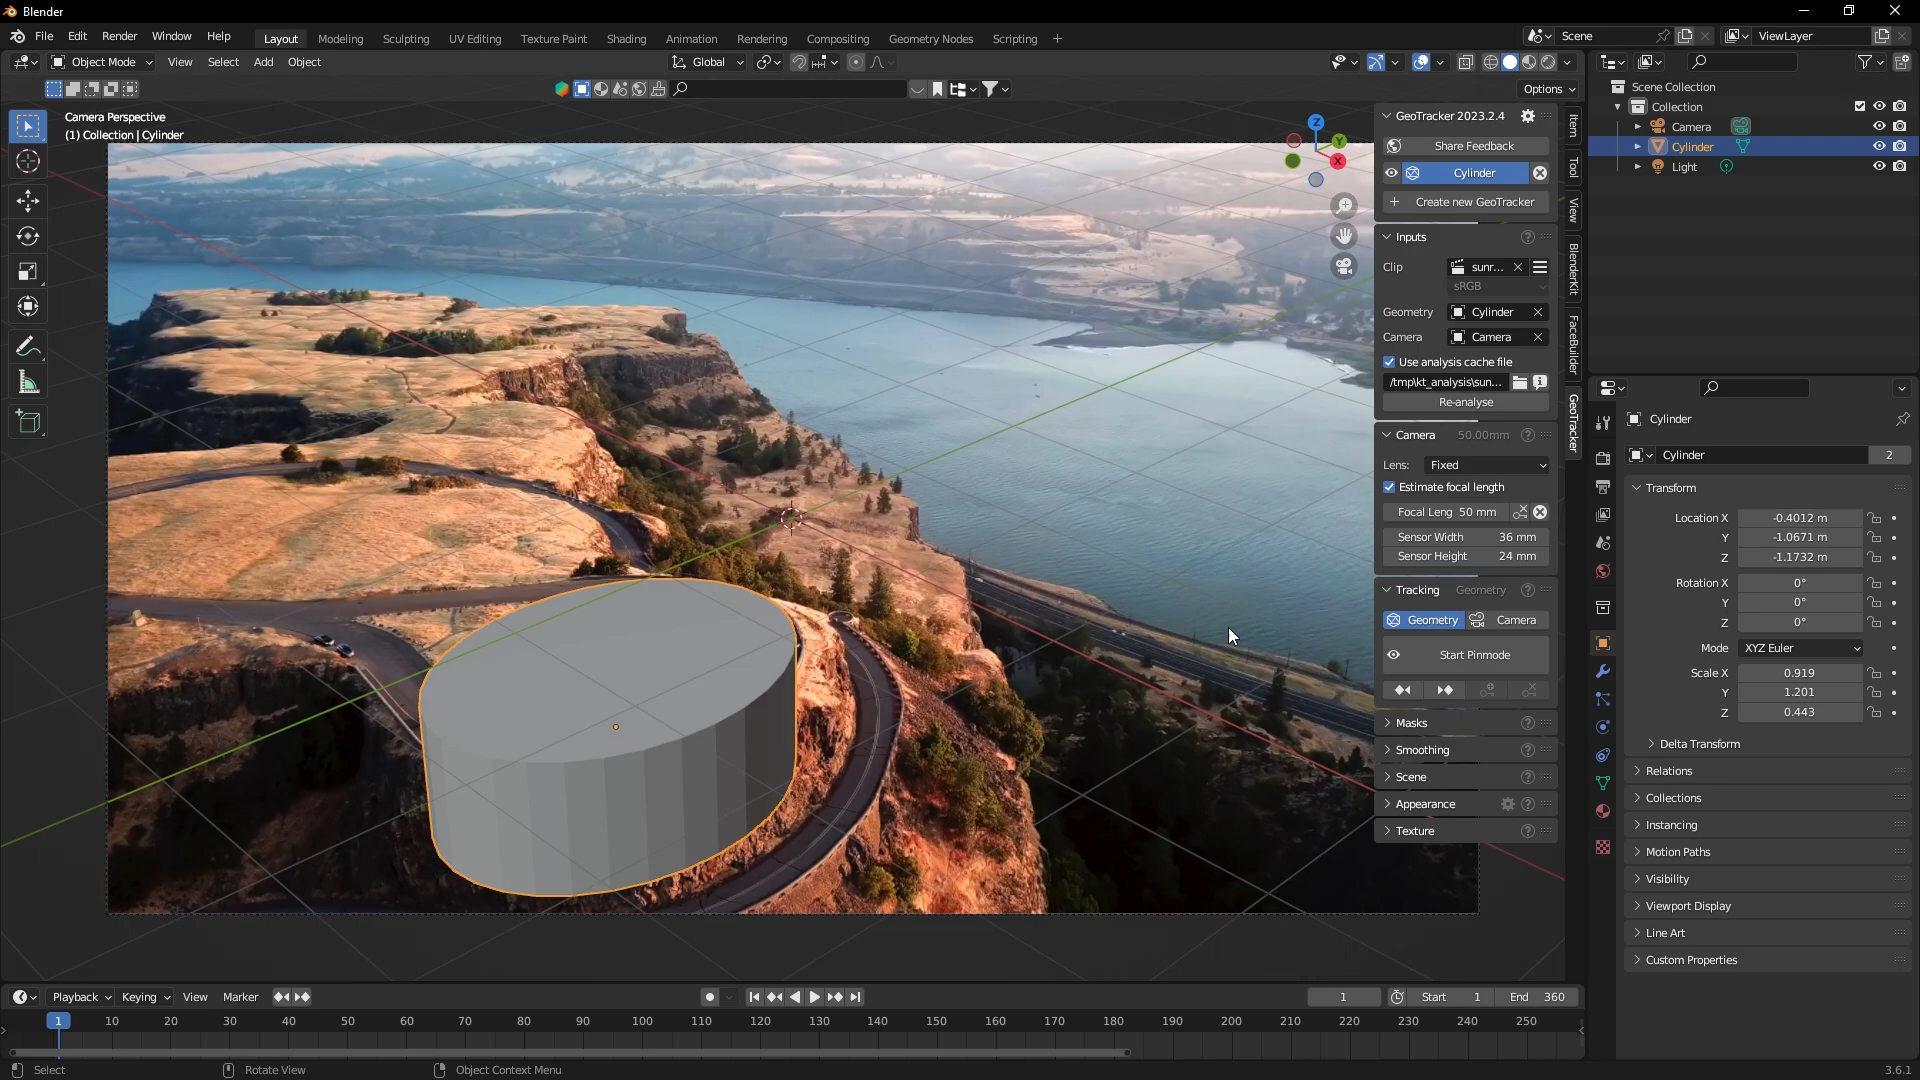 Blender
File Edit Render Window Help Layout Modeling Sculpting UV Editing Texture Paint Shading Animation Rendering Compositing Geometry Nodes Scripting + Scene ViewLayer
Object Mode View Select Add Object Global
Options
Camera Perspective
(1) Collection | Cylinder
Z
Y
X
GeoTracker 2023.2.4
Share Feedback
Cylinder
+ Create new GeoTracker
Inputs
Clip sunr...
sRGB
Geometry Cylinder
Camera Camera
Use analysis cache file
/tmp\kt_analysis\sun...
Re-analyse
Camera 50.00mm
Lens: Fixed
Estimate focal length
Focal Leng 50 mm
Sensor Width 36 mm
Sensor Height 24 mm
Tracking Geometry
Geometry Camera
Start Pinmode
Masks
Smoothing
Scene
Appearance
Texture
Item
Tool
View
BlenderKit
FaceBuilder
GeoTracker
Scene Collection
Collection
Camera
Cylinder
Light
Cylinder
Cylinder 2
Transform
Location X -0.4012 m
Y -1.0671 m
Z -1.1732 m
Rotation X 0°
Y 0°
Z 0°
Mode XYZ Euler
Scale X 0.919
Y 1.201
Z 0.443
Delta Transform
Relations
Collections
Instancing
Motion Paths
Visibility
Viewport Display
Line Art
Custom Properties
Playback Keying View Marker 1 Start 1 End 360
1 10 20 30 40 50 60 70 80 90 100 110 120 130 140 150 160 170 180 190 200 210 220 230 240 250
Select Rotate View Object Context Menu 3.6.1